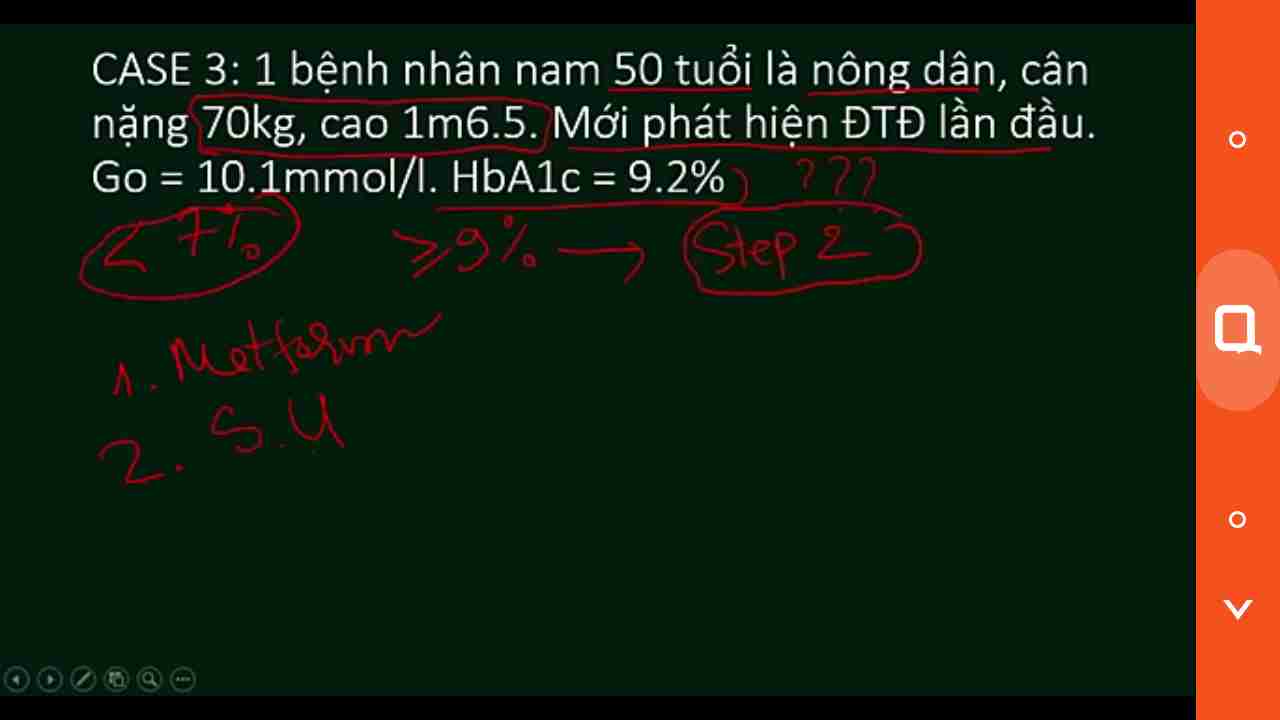 CASE 3: 1 bệnh nhân nam 50 tuổi là nông dân, cân
nặng 70kg, cao 1m6.5. Mới phát hiện ĐTĐ lần đầu.
Go = 10.1mmol/l. HbA1c = 9.2% ???
< 7% ≥9% → Step 2
1. Metformin
2. S.U